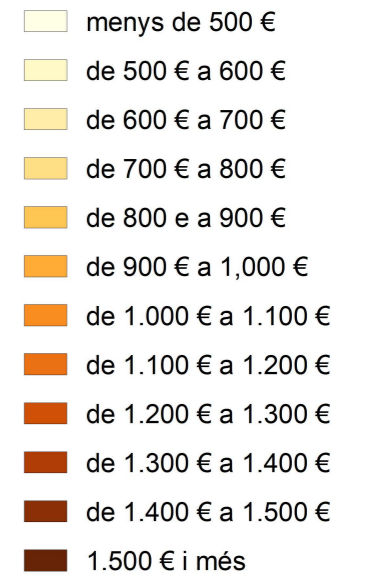 menys de 500 €
de 500 € a 600 €
de 600 € a 700 €
de 700 € a 800 €
de 800 e a 900 €
de 900 € a 1,000 €
de 1.000 € a 1.100 €
de 1.100 € a 1.200 €
de 1.200 € a 1.300 €
de 1.300 € a 1.400 €
de 1.400 € a 1.500 €
1.500 € i més